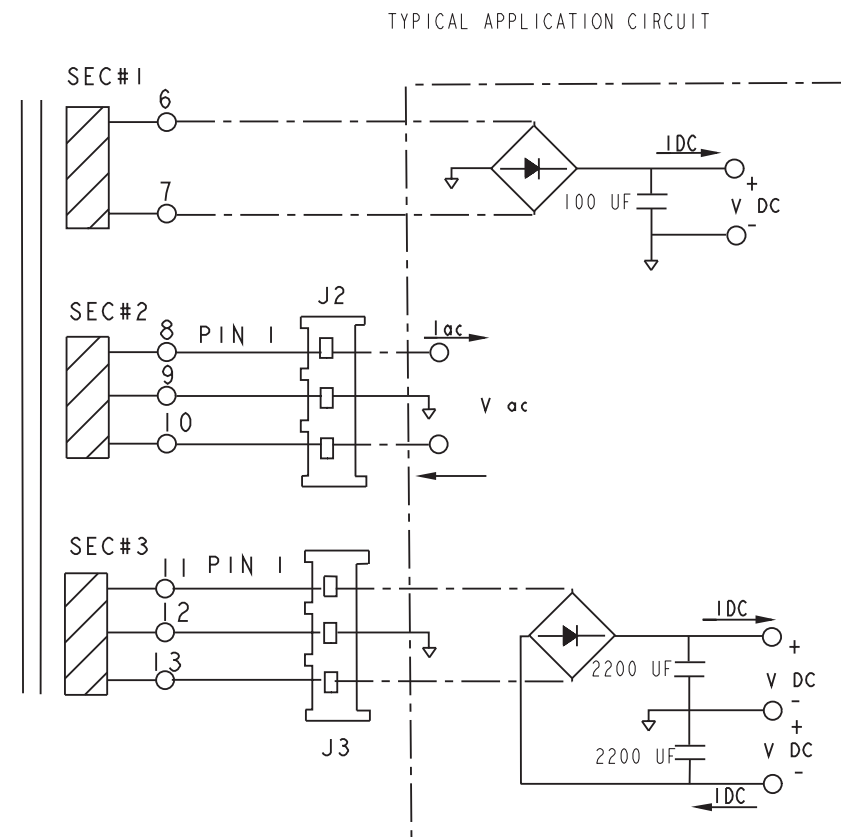 TYPICAL APPLICATION CIRCUIT
SEC#1
6
7
IDC
100 UF
+
V DC
-
SEC#2
8
PIN 1
J2
9
10
Iac
V ac
SEC#3
11
PIN 1
12
13
J3
IDC
2200 UF
+
V DC
-
+
2200 UF
V DC
-
IDC